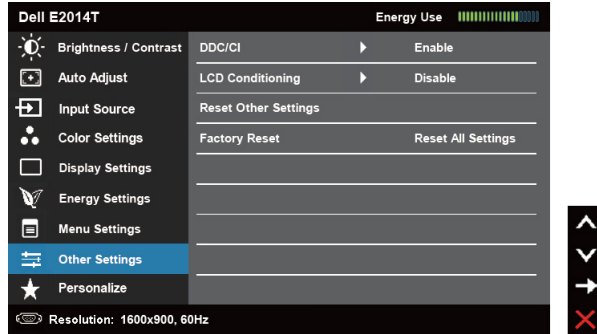 Dell E2014T Energy Use
Brightness / Contrast DDC/CI Enable
Auto Adjust LCD Conditioning Disable
Input Source Reset Other Settings
Color Settings Factory Reset Reset All Settings
Display Settings
Energy Settings
Menu Settings
Other Settings
Personalize
Resolution: 1600x900, 60Hz